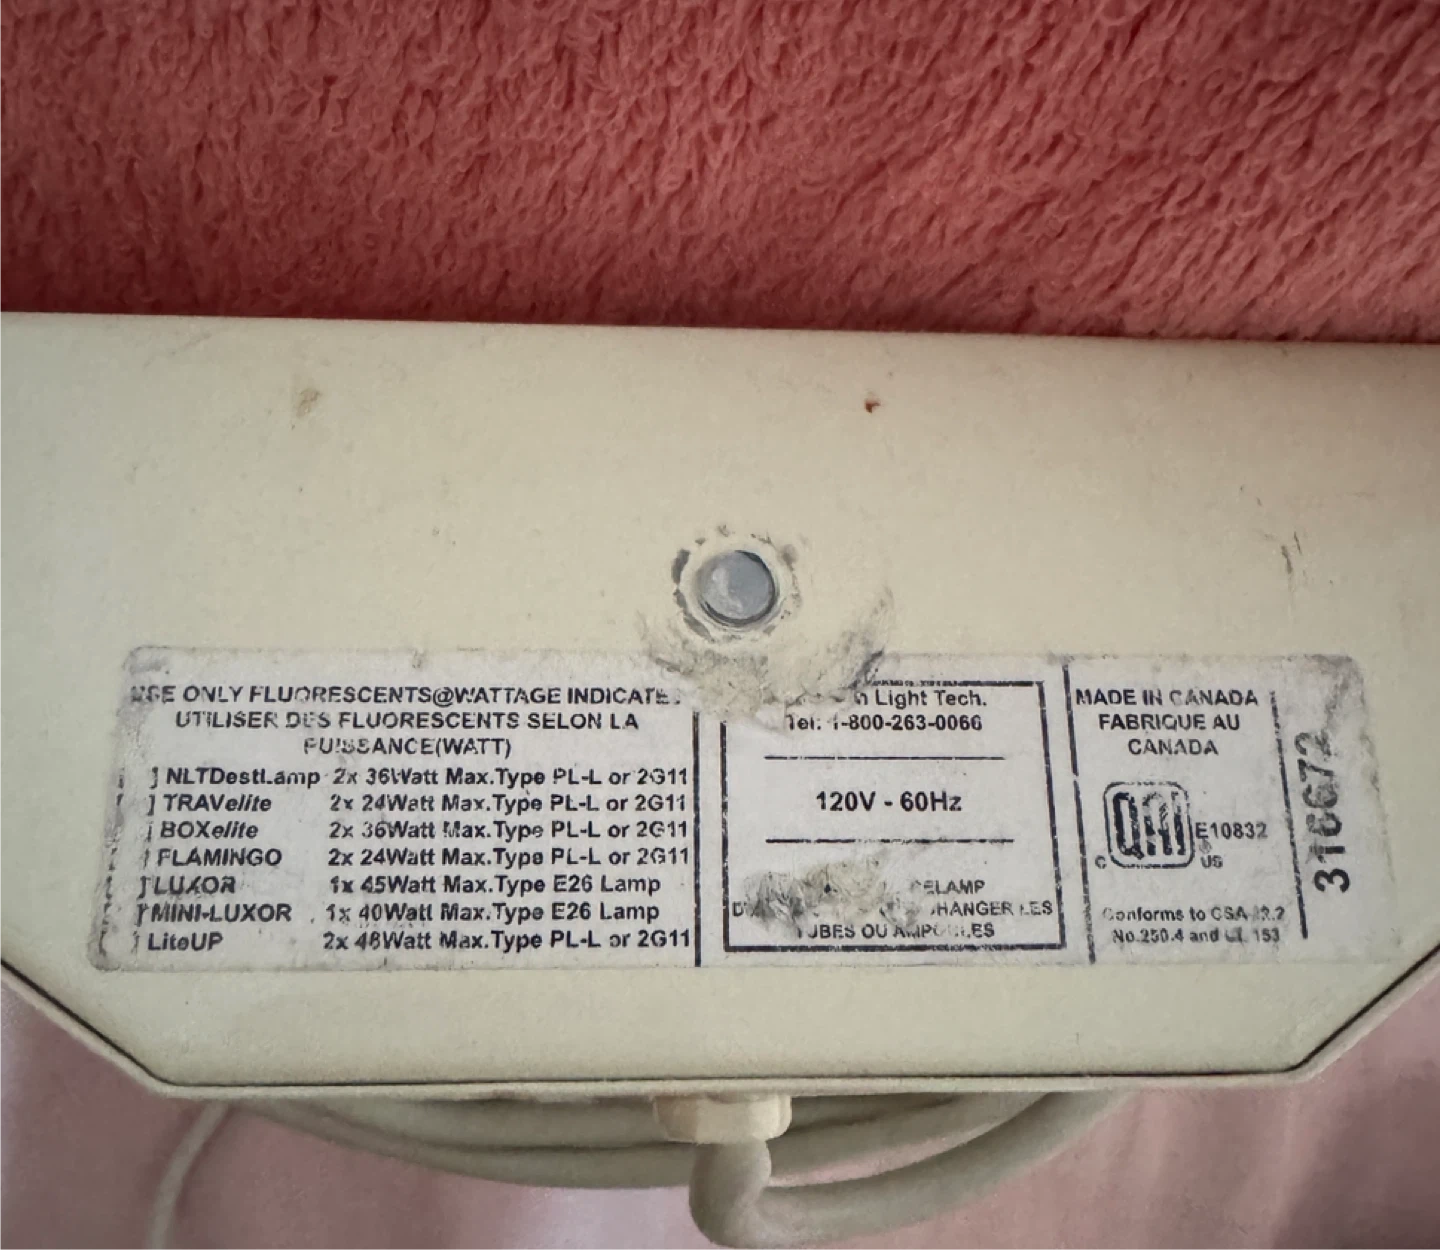 USE ONLY FLUORESCENTS@WATTAGE INDICATE
UTILISER DES FLUORESCENTS SELON LA
PUISSANCE(WATT)
] NLTDestLamp 2x 36Watt Max.Type PL-L or 2G11
] TRAVelite 2x 24Watt Max.Type PL-L or 2G11
] BOXelite 2x 36Watt Max.Type PL-L or 2G11
] FLAMINGO 2x 24Watt Max.Type PL-L or 2G11
] LUXOR 1x 45Watt Max.Type E26 Lamp
] MINI-LUXOR 1x 40Watt Max.Type E26 Lamp
] LiteUP 2x 48Watt Max.Type PL-L or 2G11
Light Tech.
Tel: 1-800-263-0066
120V - 60Hz
RELAMP
CHANGER LES
TUBES OU AMPOULES
MADE IN CANADA
FABRIQUE AU
CANADA
QAI
E10832
C US
Conforms to CSA 22.2
No.250.4 and UL 153
316672